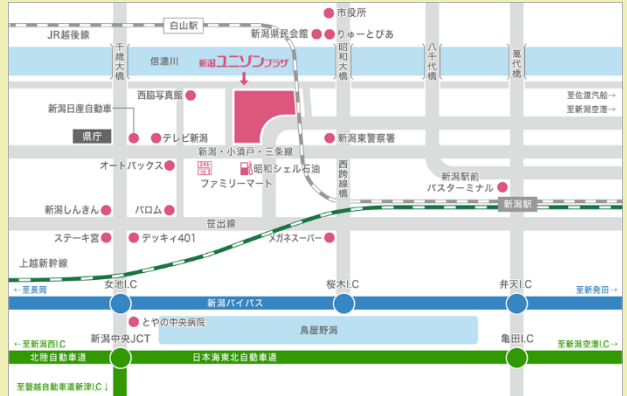 市役所
白山駅
JR越後線
新潟県民会館
りゅーとぴあ
千歳大橋
信濃川
新潟ユニゾンプラザ
昭和大橋
八千代橋
萬代橋
西脇写真館
至佐渡汽船→
至新潟空港→
新潟日産自動車
県庁
テレビ新潟
新潟東警察署
新潟・小須戸・三条線
オートバックス
昭和シェル石油
ファミリーマート
西跨線橋
新潟駅前
バスターミナル
新潟駅
新潟しんきん
パロム
笹出線
ステーキ宮
デッキィ401
メガネスーパー
上越新幹線
女池I.C
桜木I.C
弁天I.C
←至長岡
新潟バイパス
至新発田→
とやの中央病院
鳥屋野潟
←至新潟西I.C
新潟中央JCT
亀田I.C
至新潟空港I.C→
北陸自動車道
日本海東北自動車道
至磐越自動車道新津I.C↓